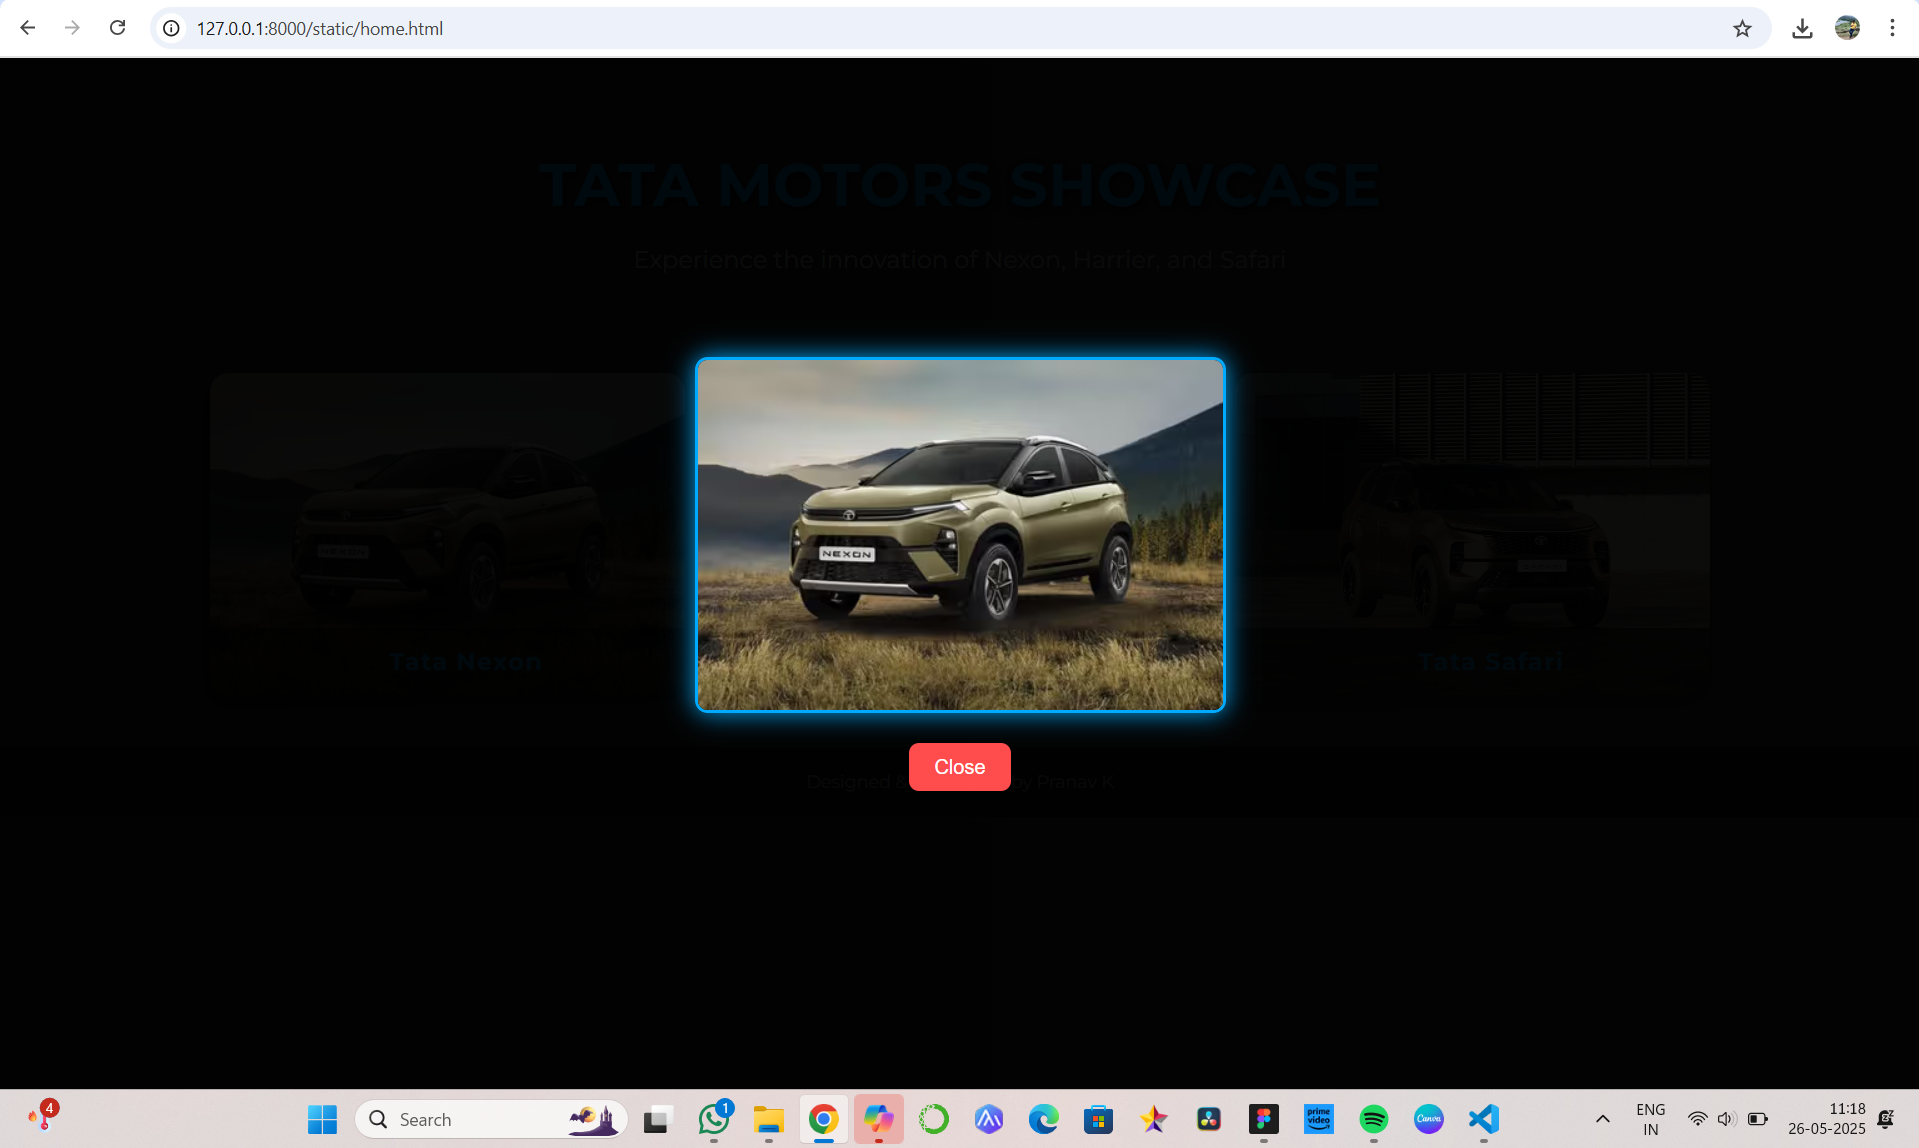 127.0.0.1:8000/static/home.html
TATA MOTORS SHOWCASE
Experience the innovation of Nexon, Harrier, and Safari
NEXON
NEXON
Tata Nexon
Tata Safari
Close
Designed by Pranav K
4
Search
1
prime video
Canva
ENG
IN
11:18
26-05-2025